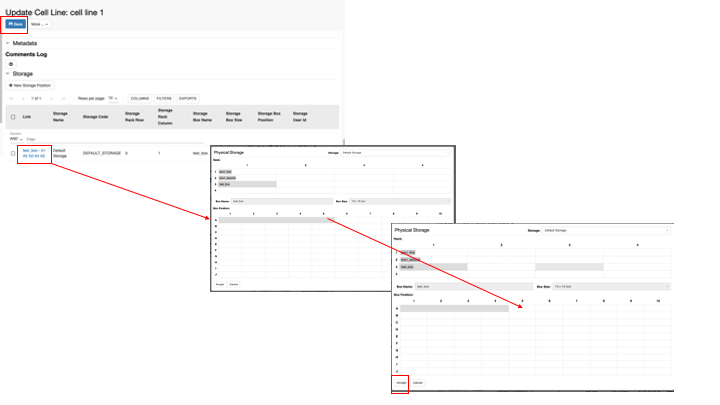 Update Cell Line: cell line 1
Save
More...
Metadata
Comments Log
Storage
New Storage Position
1 of 1
Rows per page: 10
COLUMNS
FILTERS
EXPORTS
Link
Storage Name
Storage Code
Storage Rack Row
Storage Rack Column
Storage Box Name
Storage Box Size
Storage Box Position
Storage User Id
AND
Filter
test_box - A1 A2 A3 A4 A5
Default Storage
DEFAULT_STORAGE
3
1
test_box
Physical Storage
Storage: Default Storage
Rack:
1 2 3 4
1
2
3 test_box
4
Box Name: test_box
Box Size: 10 x 10 box
Box Position:
1 2 3 4 5 6 7 8 9 10
A
B
C
D
E
F
G
H
I
J
Accept
Cancel
Physical Storage
Storage: Default Storage
Rack:
1 2 3 4
1
2
3 test_box
4
Box Name: test_box
Box Size: 10 x 10 box
Box Position:
1 2 3 4 5 6 7 8 9 10
A
B
C
D
E
F
G
H
I
J
Accept
Cancel